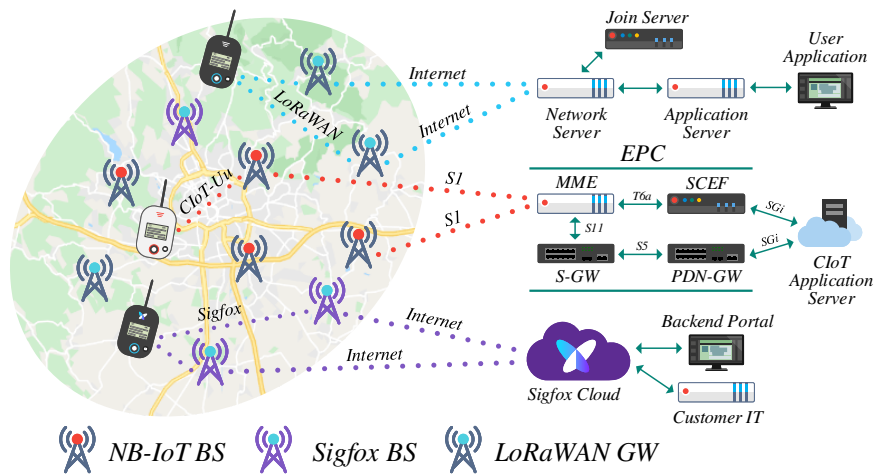 Join Server
User
Application
Internet
LoRaWAN
Internet
Network
Server
Application
Server
EPC
CIoT-Uu
S1
S1
MME
T6a
SCEF
SGi
S11
S5
SGi
S-GW
PDN-GW
CIoT
Application
Server
Sigfox
Internet
Internet
Sigfox Cloud
Backend Portal
Customer IT
NB-IoT BS
Sigfox BS
LoRaWAN GW